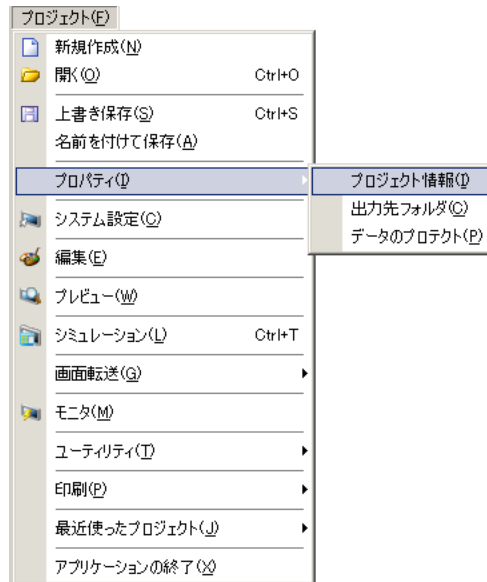 プロジェクト(F)
新規作成(N)
開く(O) Ctrl+O
上書き保存(S) Ctrl+S
名前を付けて保存(A)
プロパティ(I)
プロジェクト情報(I)
出力先フォルダ(C)
データのプロテクト(P)
システム設定(C)
編集(E)
プレビュー(W)
シミュレーション(L) Ctrl+T
画面転送(G)
モニタ(M)
ユーティリティ(T)
印刷(P)
最近使ったプロジェクト(J)
アプリケーションの終了(X)